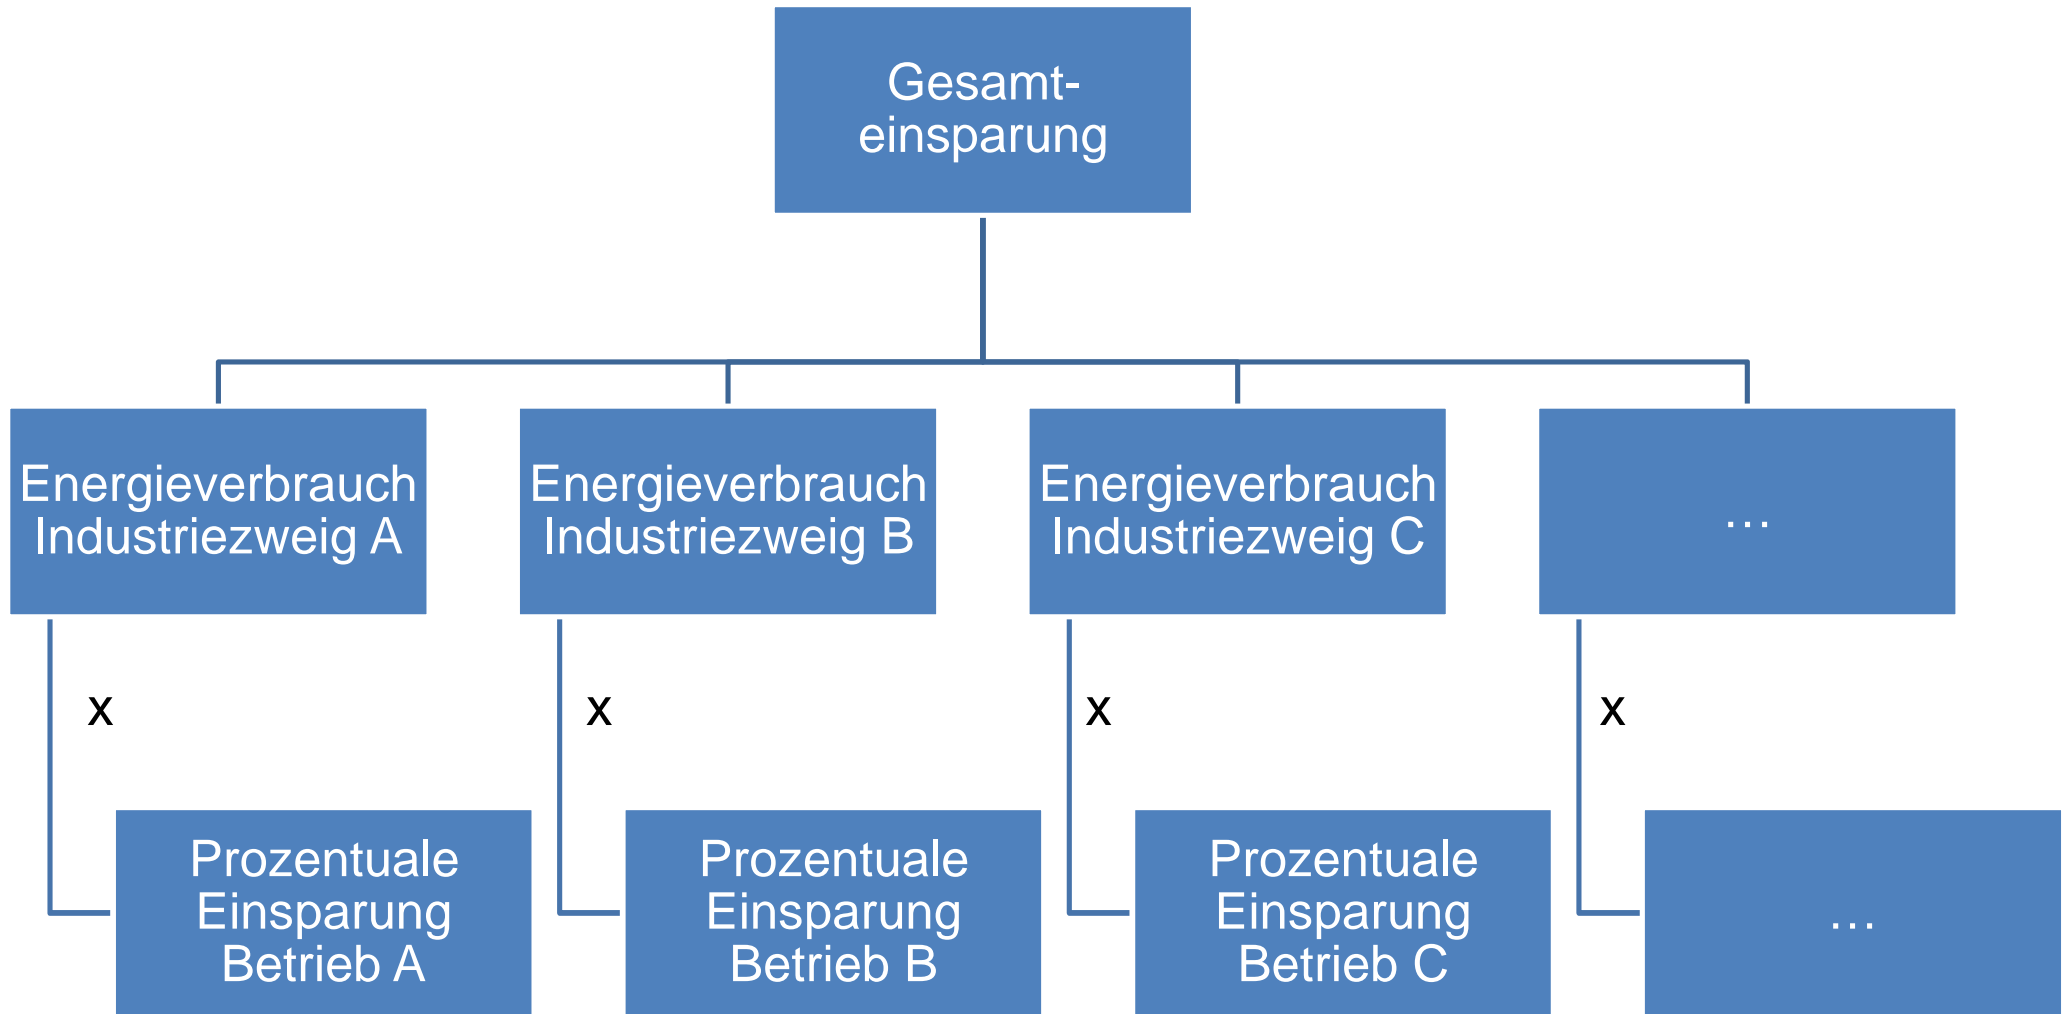 Gesamt-
einsparung
Energieverbrauch
Industriezweig A
Energieverbrauch
Industriezweig B
Energieverbrauch
Industriezweig C
...
x
x
x
x
Prozentuale
Einsparung
Betrieb A
Prozentuale
Einsparung
Betrieb B
Prozentuale
Einsparung
Betrieb C
...